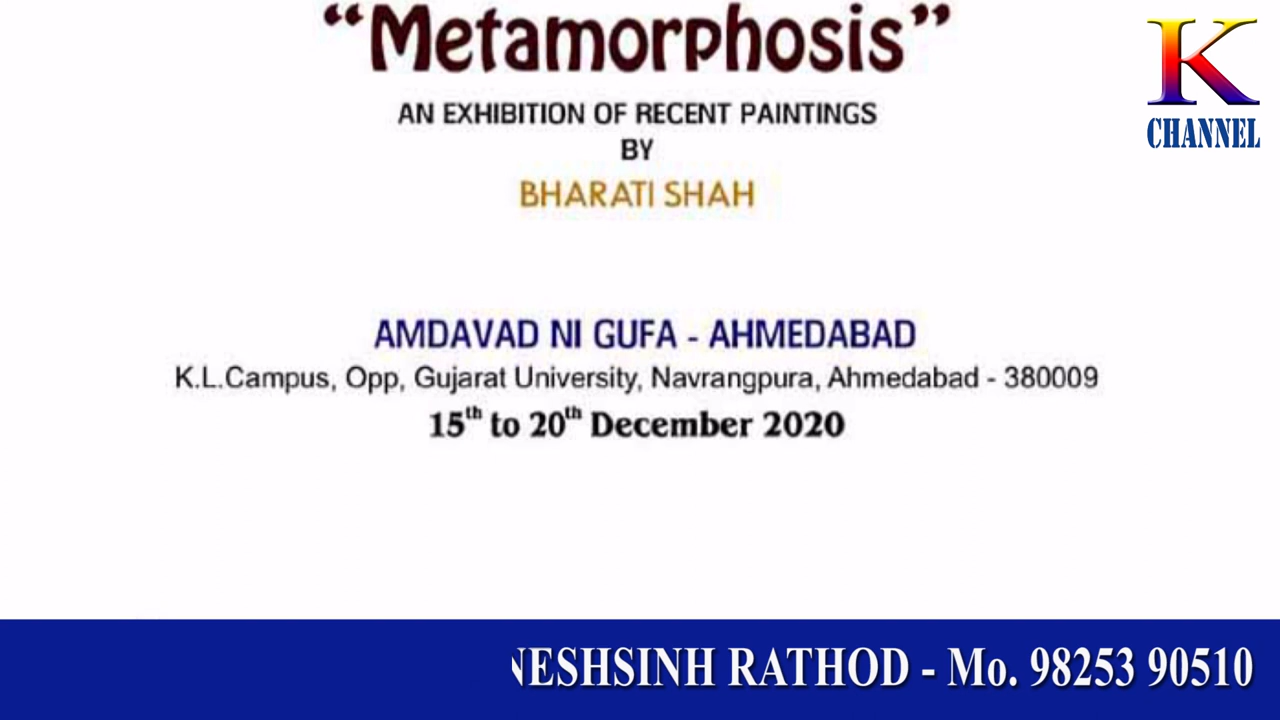 “Metamorphosis”
AN EXHIBITION OF RECENT PAINTINGS
BY
BHARATI SHAH
AMDAVAD NI GUFA - AHMEDABAD
K.L.Campus, Opp, Gujarat University, Navrangpura, Ahmedabad - 380009
15th to 20th December 2020
K
CHANNEL
RATHOD - Mo. 98253 90510